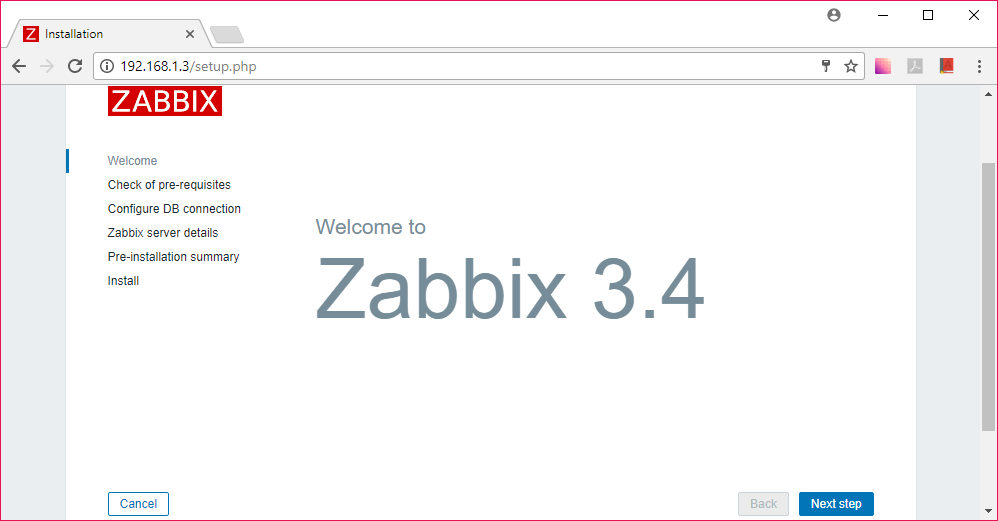 Installation
192.168.1.3/setup.php
ZABBIX
Welcome
Check of pre-requisites
Configure DB connection
Zabbix server details
Pre-installation summary
Install
Welcome to
Zabbix 3.4
Cancel
Back
Next step